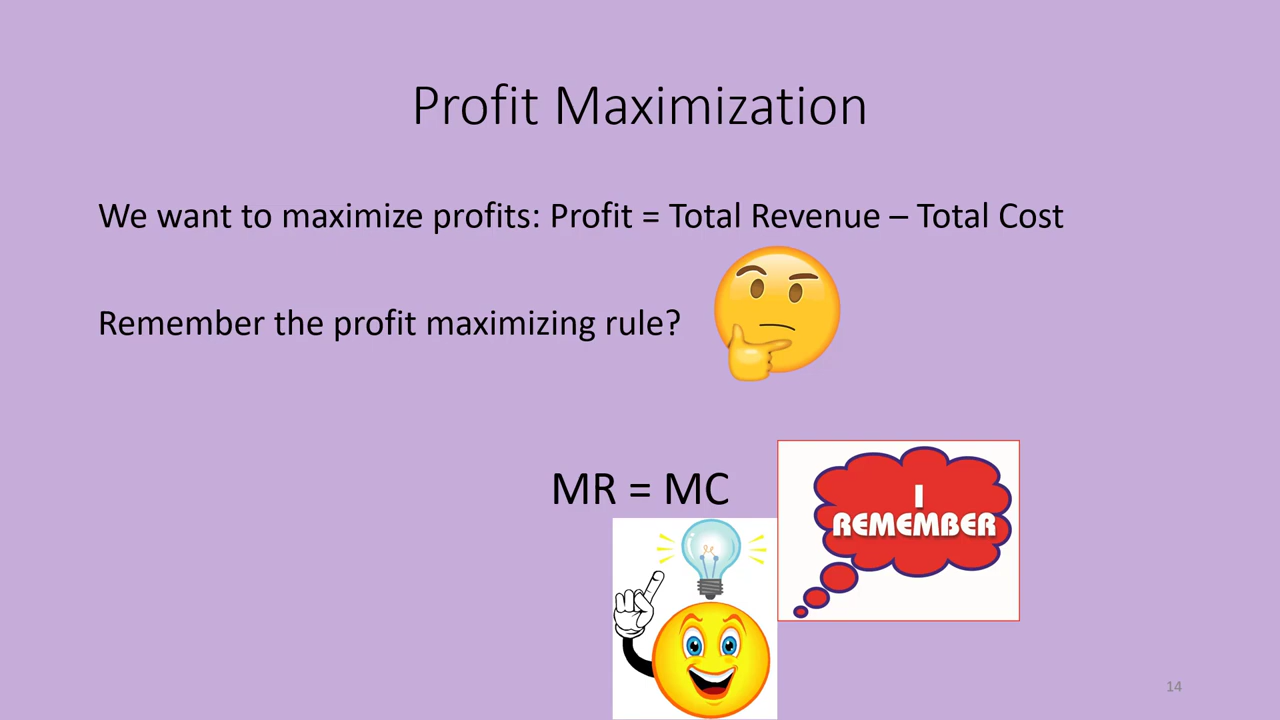 Profit Maximization
We want to maximize profits: Profit = Total Revenue – Total Cost
Remember the profit maximizing rule?
MR = MC
I
REMEMBER
14